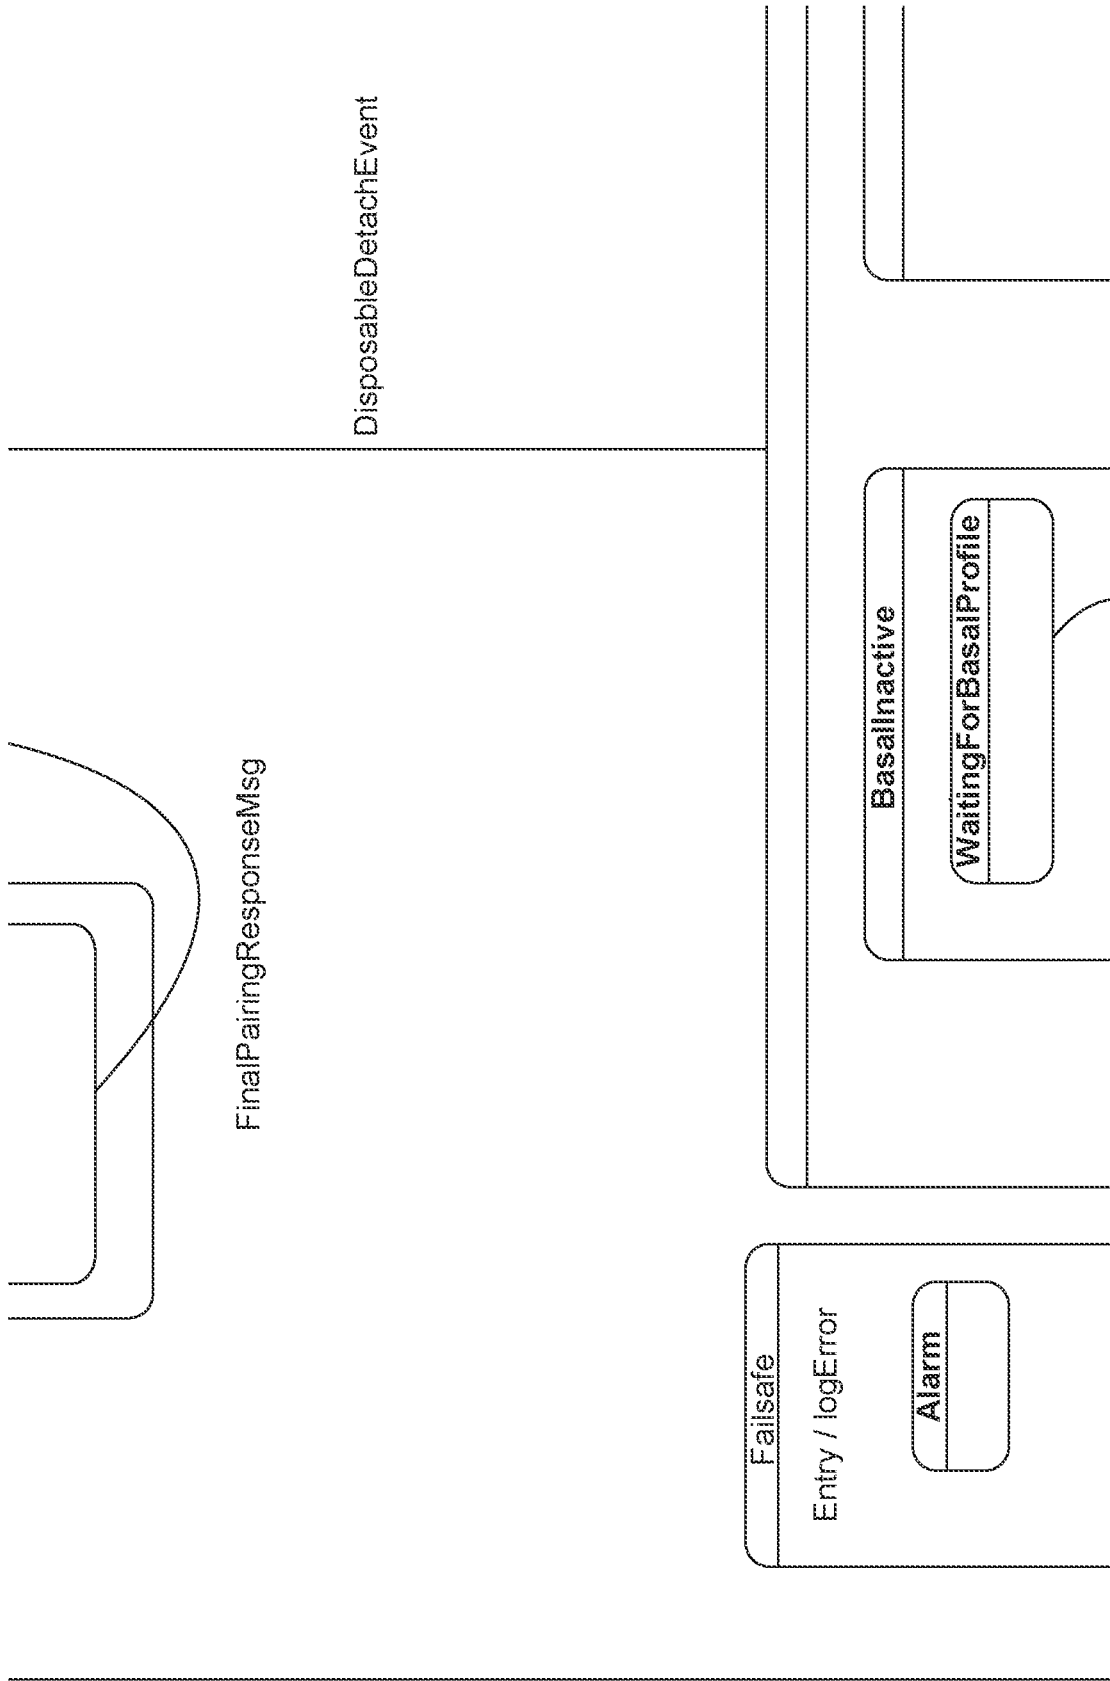 FinalPairingResponseMsg
DisposableDetachEvent
Failsafe
Entry / logError
Alarm
BasalInactive
WaitingForBasalProfile